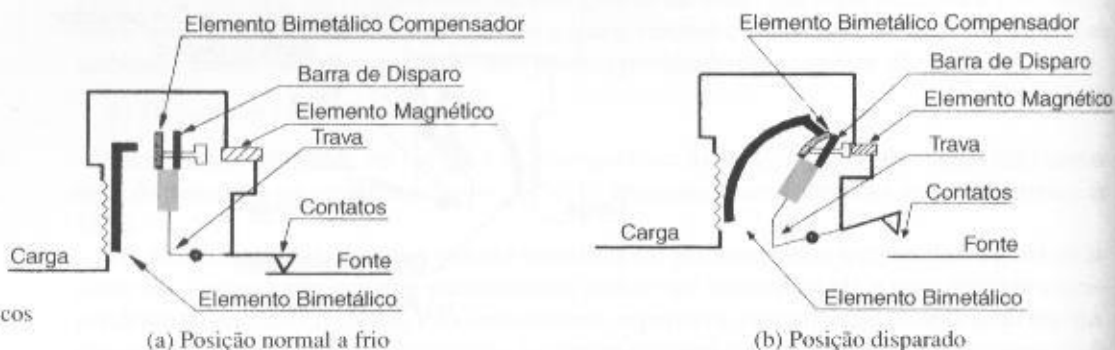 Elemento Bimetálico Compensador
Barra de Disparo
Elemento Magnético
Trava
Contatos
Carga
Fonte
Elemento Bimetálico
cos
(a) Posição normal a frio
Elemento Bimetálico Compensador
Barra de Disparo
Elemento Magnético
Trava
Contatos
Carga
Fonte
Elemento Bimetálico
(b) Posição disparado